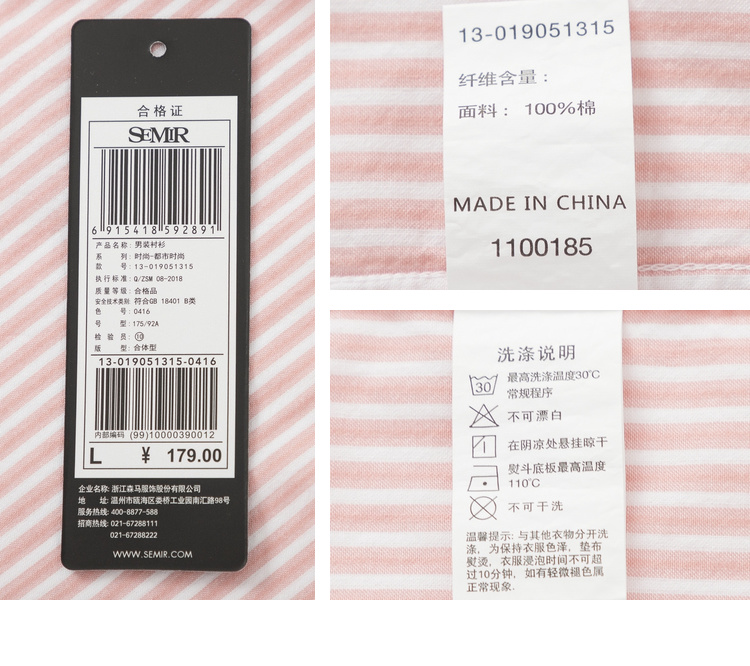 合格证
SEMIR
6 915418 592891
产品名称: 男装衬衫
系 列: 时尚-都市时尚
款 号: 13-019051315
执行标准: Q/ZSM 08-2018
质量等级: 合格品
安全技术类别: 符合GB 18401 B类
色 号: 0416
号 型: 175/92A
检 验 员: ⑩
版 型: 合体型
13-019051315-0416
内部编码 (99)10000390012
L ¥ 179.00
企业名称: 浙江森马服饰股份有限公司
地 址: 温州市瓯海区娄桥工业园南汇路98号
服务热线: 400-8877-588
招商热线: 021-67288111
021-67288222
WWW.SEMIR.COM
13-019051315
纤维含量：
面料： 100%棉
MADE IN CHINA
1100185
洗涤说明
30 最高洗涤温度30℃
常规程序
不可漂白
在阴凉处悬挂晾干
熨斗底板最高温度
110℃
不可干洗
温馨提示: 与其他衣物分开洗
涤, 为保持衣服色泽, 垫布
熨烫, 衣服浸泡时间不可超
过10分钟, 如有轻微褪色属
正常现象.